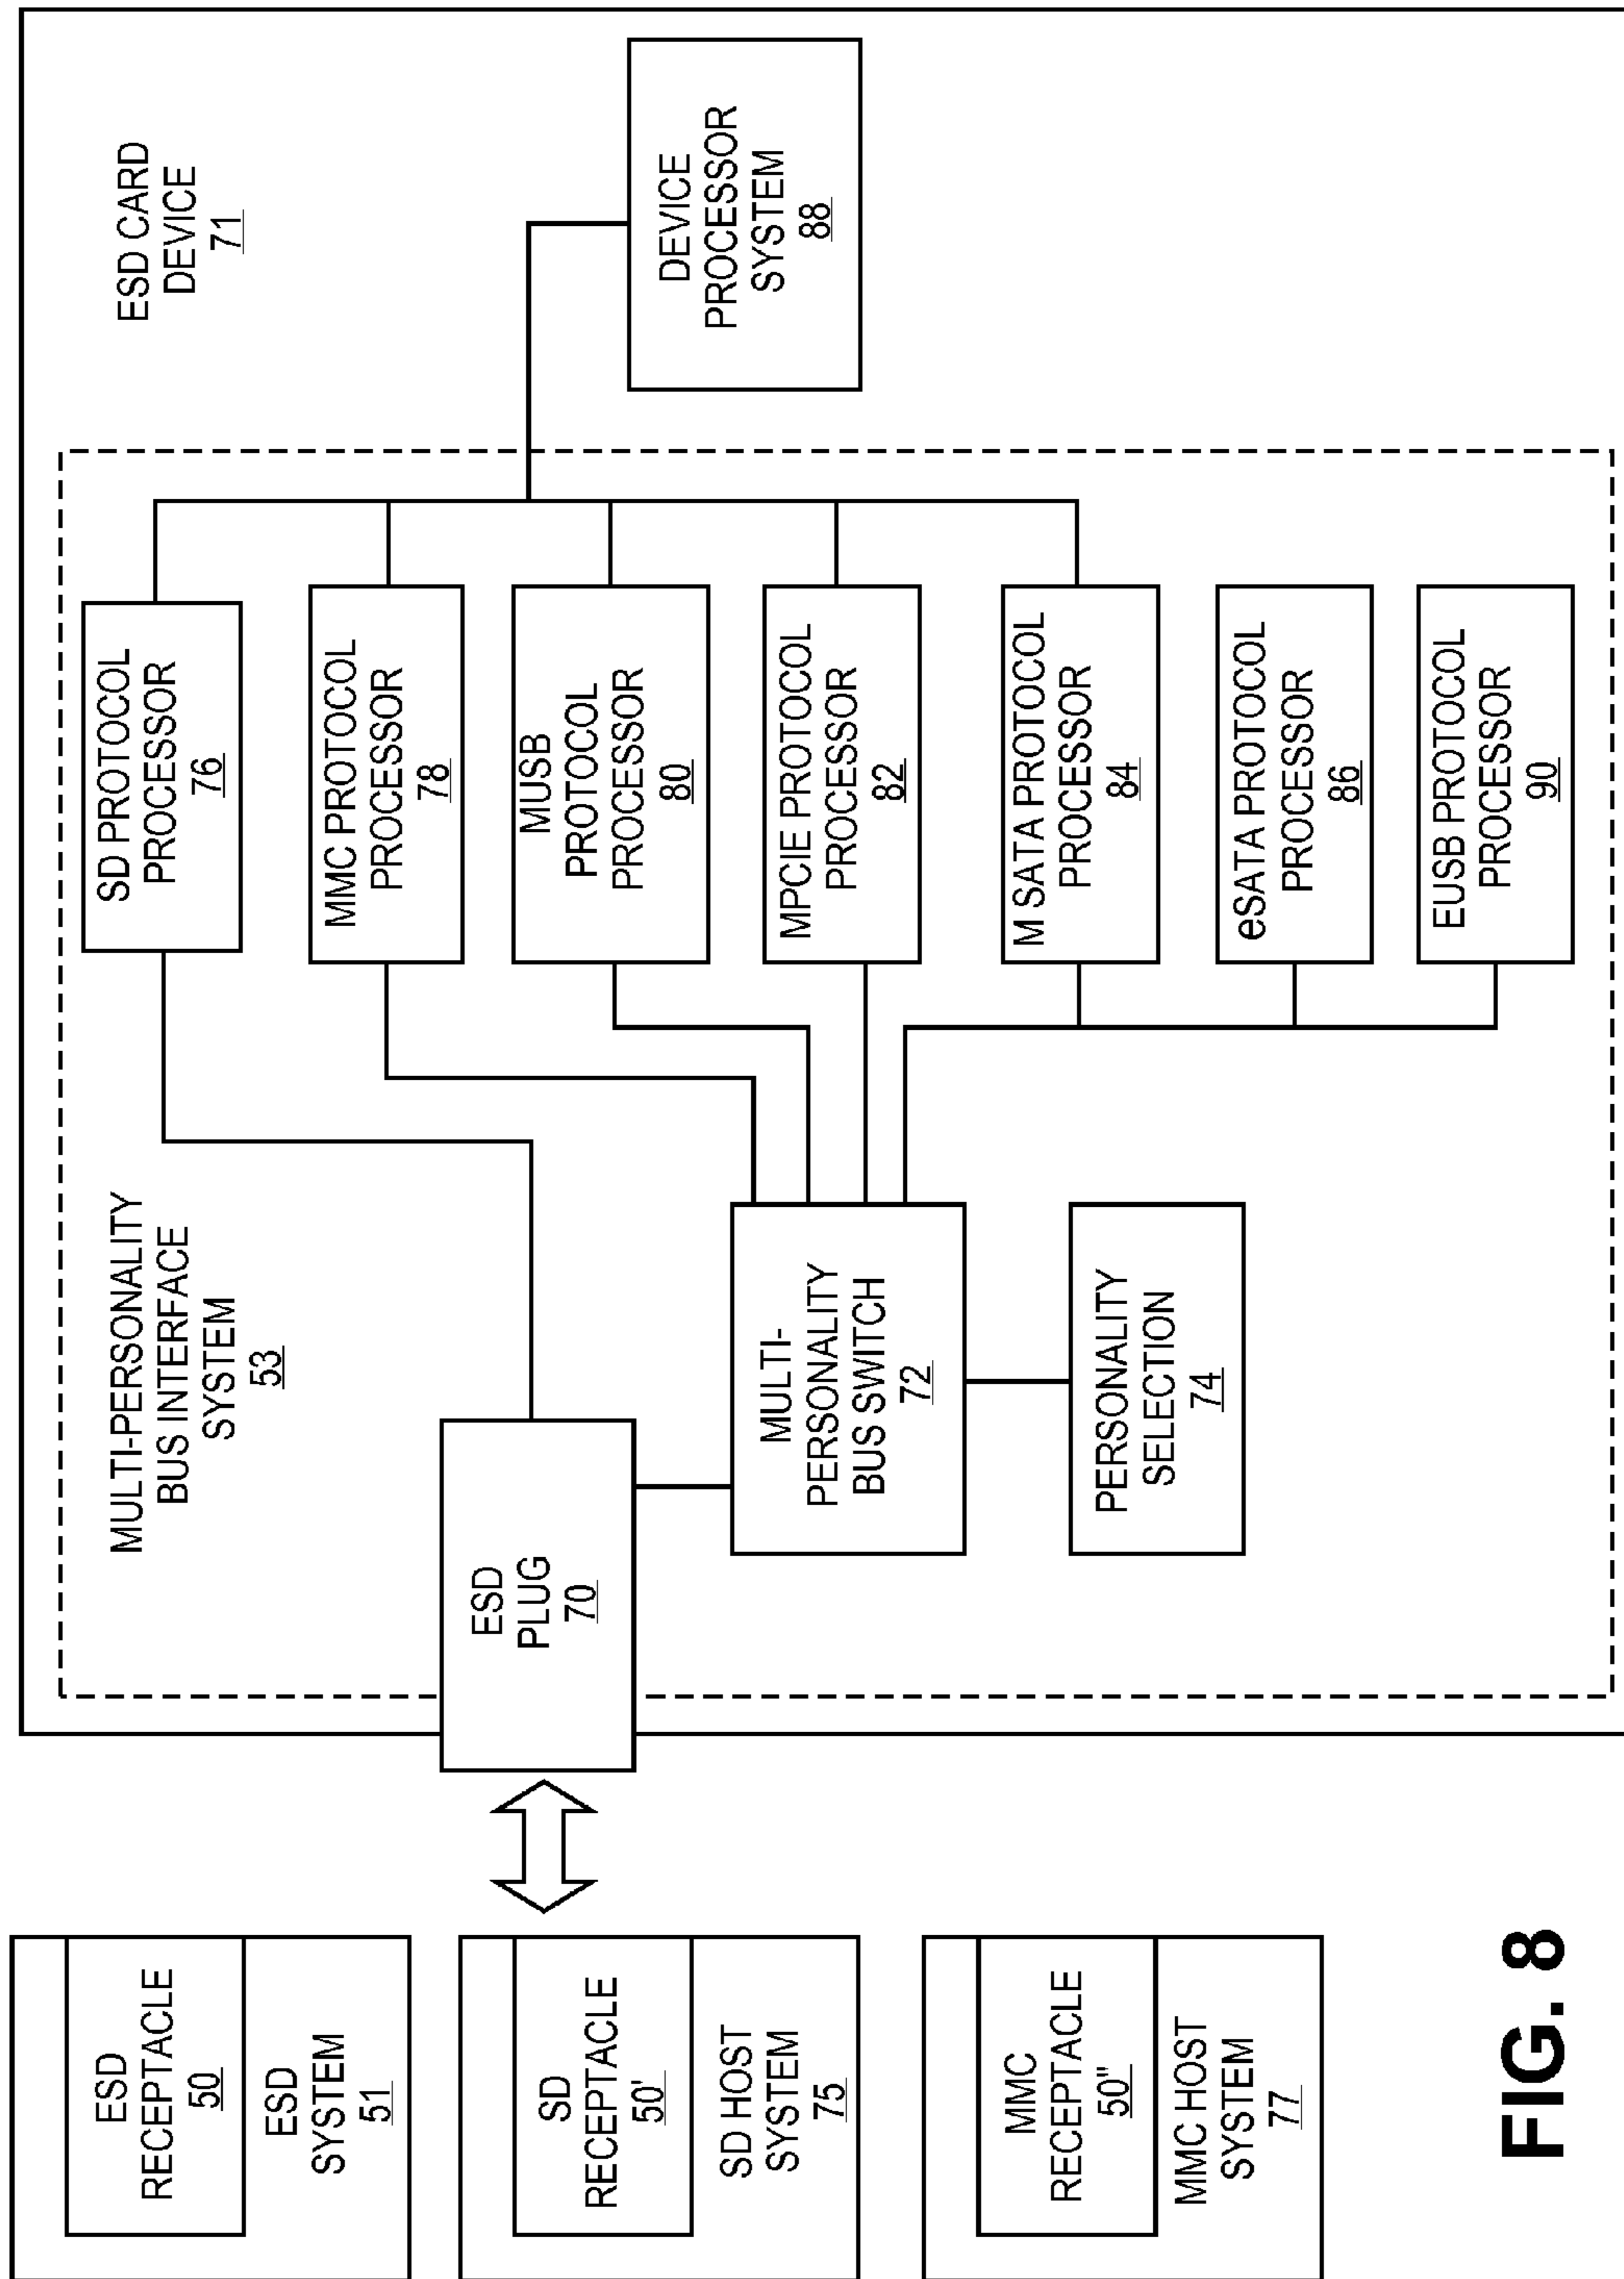 ESD
RECEPTACLE
50
ESD
SYSTEM
51
SD
RECEPTACLE
50'
SD HOST
SYSTEM
75
MMC
RECEPTACLE
50"
MMC HOST
SYSTEM
77
MULTI-PERSONALITY
BUS INTERFACE
SYSTEM
53
ESD
PLUG
70
MULTI-
PERSONALITY
BUS SWITCH
72
PERSONALITY
SELECTION
74
SD PROTOCOL
PROCESSOR
76
MMC PROTOCOL
PROCESSOR
78
MUSB
PROTOCOL
PROCESSOR
80
MPCIE PROTOCOL
PROCESSOR
82
M SATA PROTOCOL
PROCESSOR
84
eSATA PROTOCOL
PROCESSOR
86
EUSB PROTOCOL
PROCESSOR
90
ESD CARD
DEVICE
71
DEVICE
PROCESSOR
SYSTEM
88
FIG. 8